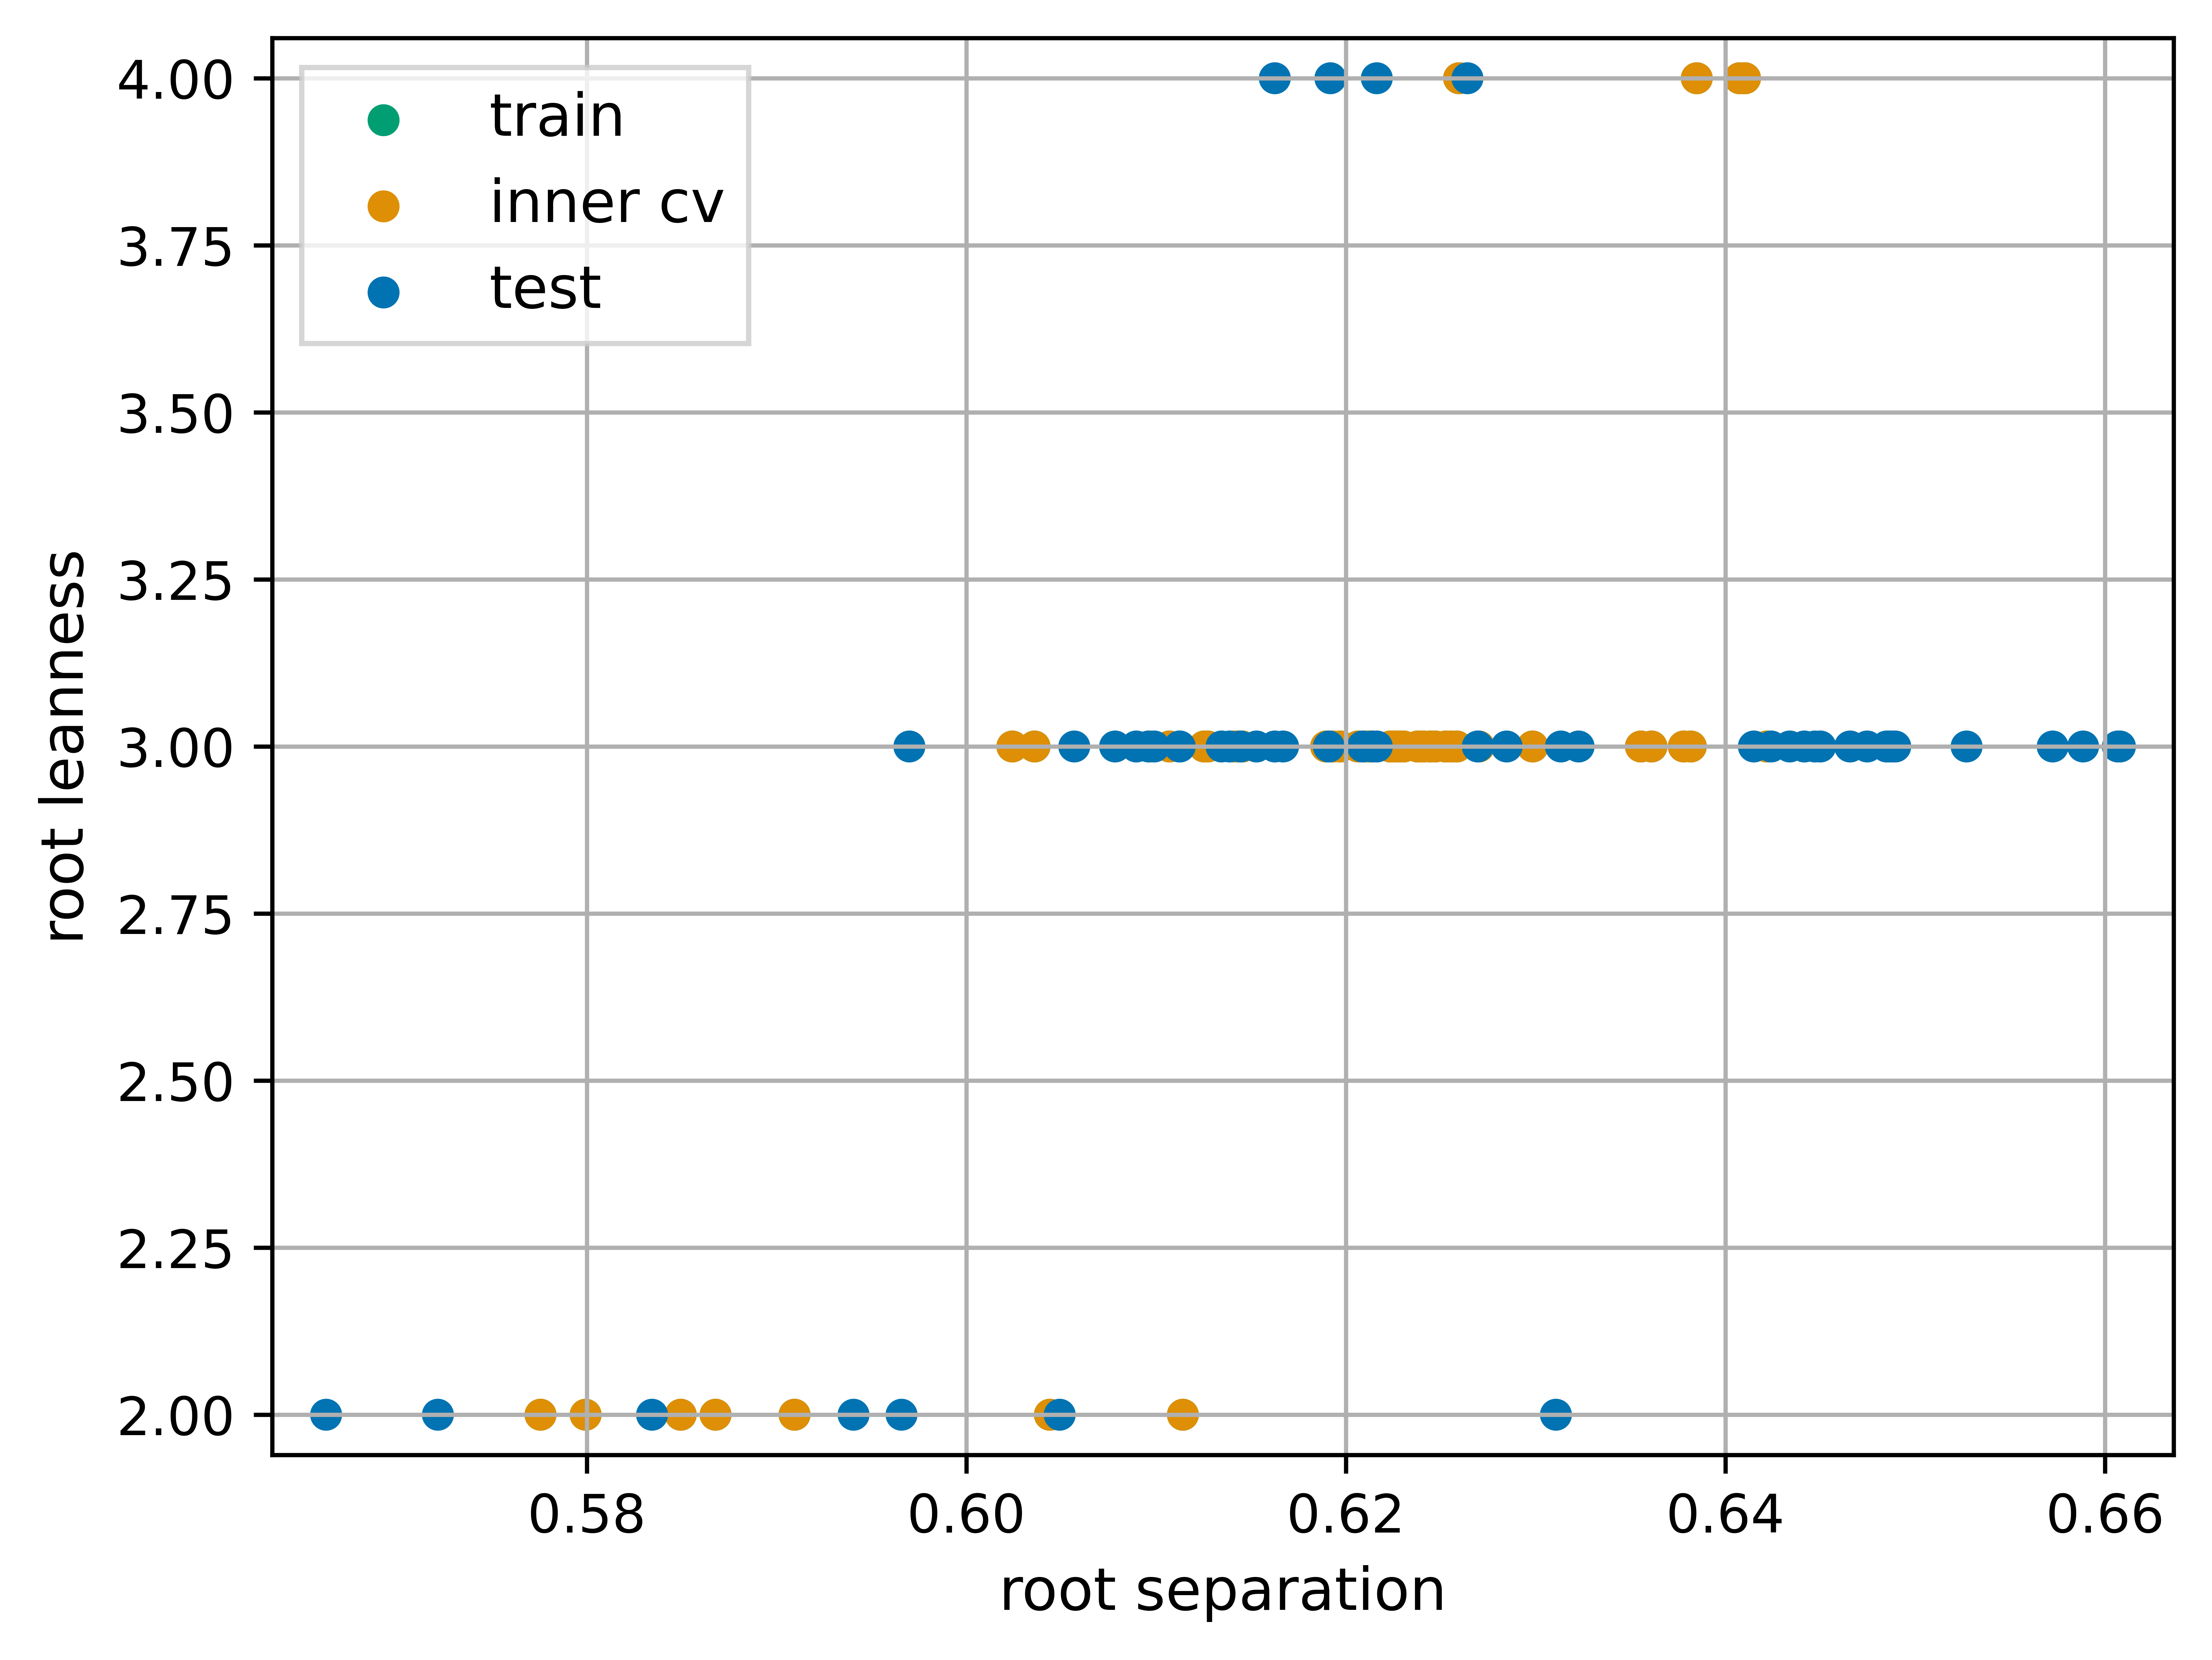 4.00
3.75
3.50
3.25
3.00
2.75
2.50
2.25
2.00
root leanness
train
inner cv
test
0.58 0.60 0.62 0.64 0.66
root separation